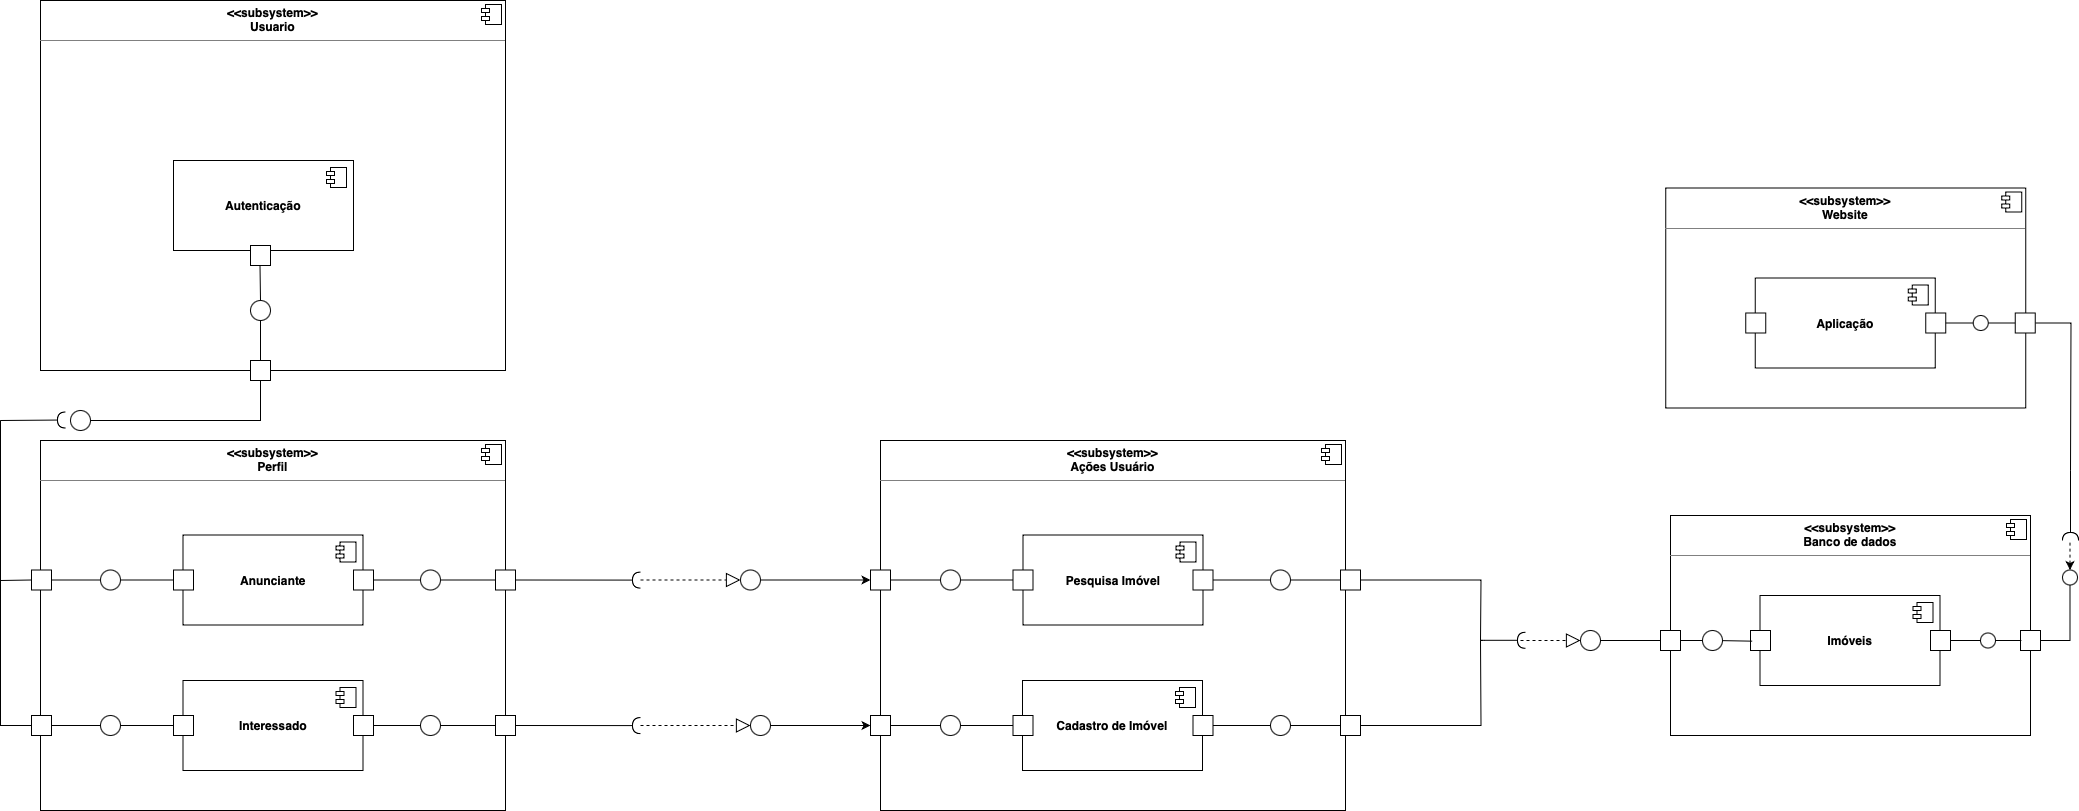 <<subsystem>>
Usuario
Autenticação
<<subsystem>>
Website
Aplicação
<<subsystem>>
Perfil
Anunciante
Interessado
<<subsystem>>
Ações Usuário
Pesquisa Imóvel
Cadastro de Imóvel
<<subsystem>>
Banco de dados
Imóveis